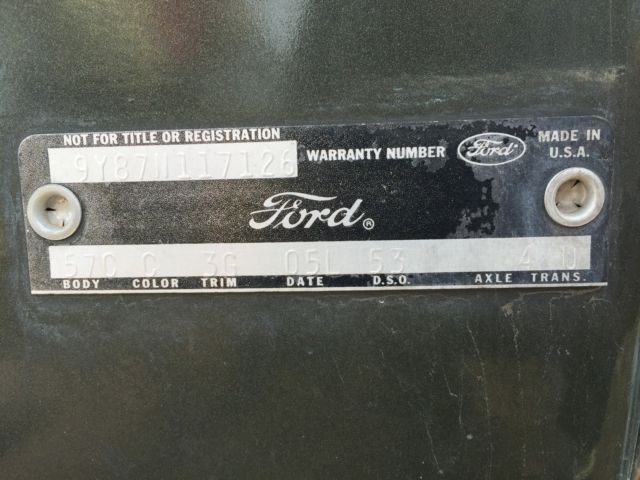 NOT FOR TITLE OR REGISTRATION
9Y87N117126
WARRANTY NUMBER
Ford
MADE IN
U.S.A.
Ford®
57C C 3G 05L 53 4 U
BODY COLOR TRIM DATE D.S.O. AXLE TRANS.